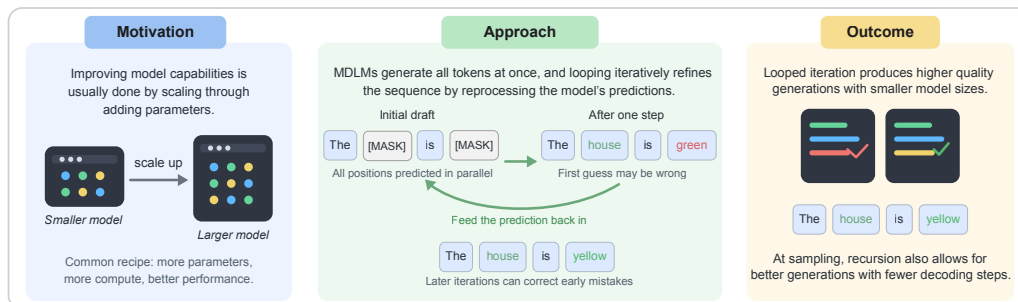 Motivation
Improving model capabilities is
usually done by scaling through
adding parameters.
scale up
Smaller model
Larger model
Common recipe: more parameters,
more compute, better performance.
Approach
MDLMs generate all tokens at once, and looping iteratively refines
the sequence by reprocessing the model's predictions.
Initial draft
The [MASK] is [MASK]
All positions predicted in parallel
After one step
The house is green
First guess may be wrong
Feed the prediction back in
The house is yellow
Later iterations can correct early mistakes
Outcome
Looped iteration produces higher quality
generations with smaller model sizes.
The house is yellow
At sampling, recursion also allows for
better generations with fewer decoding steps.